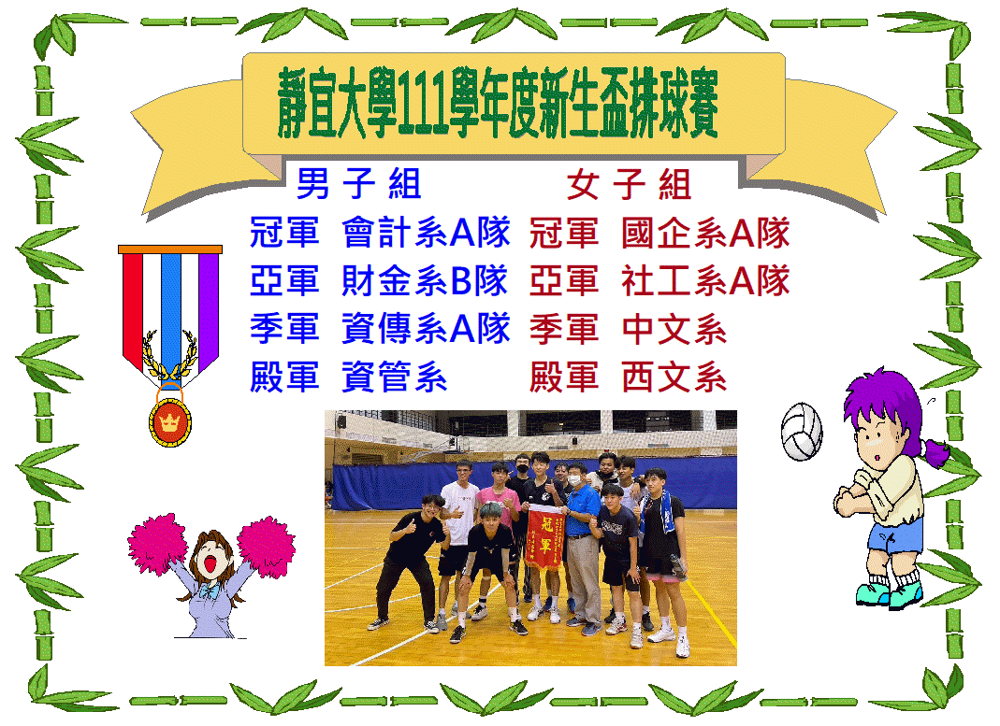 靜宜大學111學年度新生盃排球賽
男子組
冠軍 會計系A隊
亞軍 財金系B隊
季軍 資傳系A隊
殿軍 資管系
女子組
冠軍 國企系A隊
亞軍 社工系A隊
季軍 中文系
殿軍 西文系
冠軍